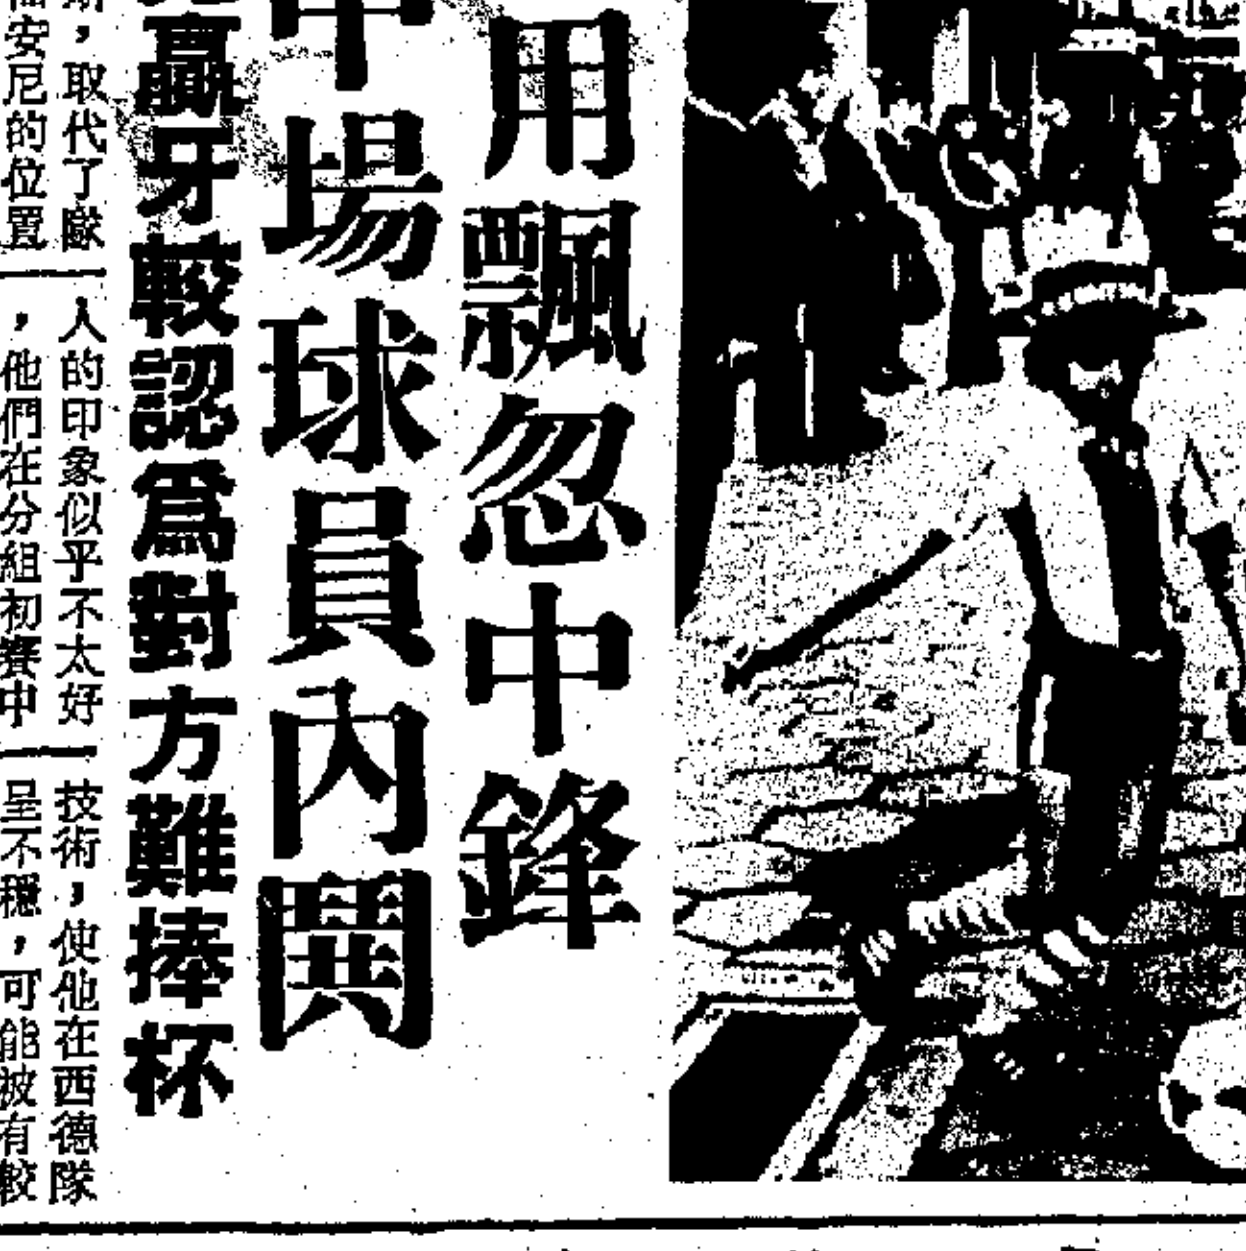 用飄忽中鋒
中場球員內鬨
贏牙較認爲對方難捧杯
，取代了隊
安尼的位置
人的印象似乎不太好
，他們在分組初賽中
技術，使他在西德隊
呈不穩，可能被有較